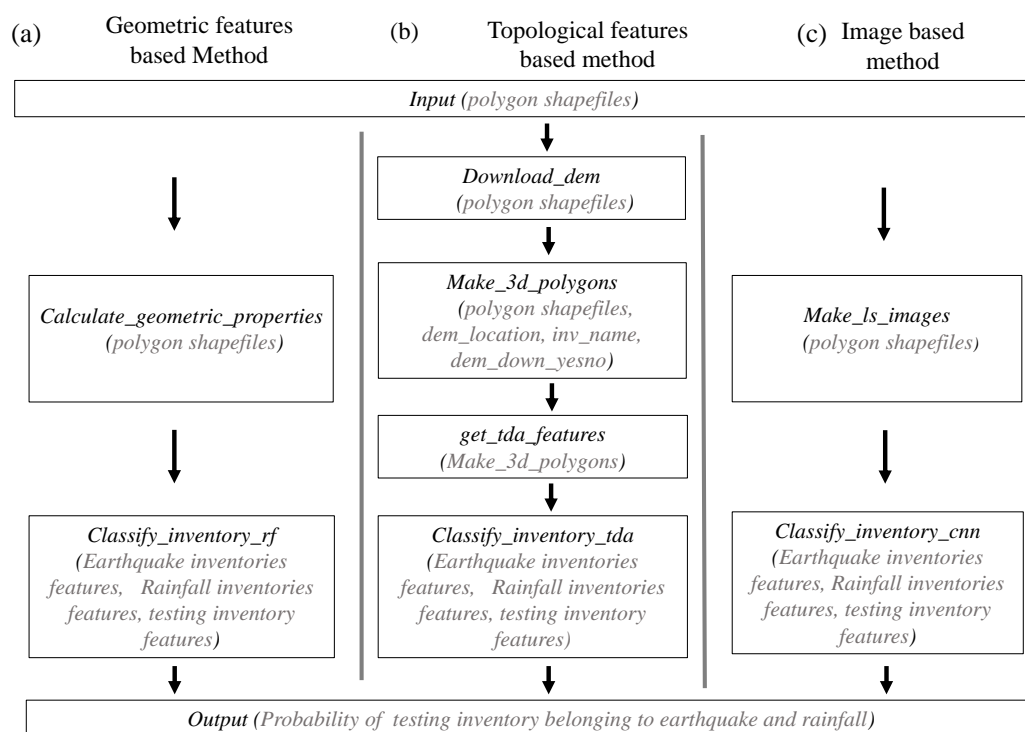 (a)
Geometric features
based Method
(b)
Topological features
based method
(c)
Image based
method
Input (polygon shapefiles)
Download_dem
(polygon shapefiles)
Calculate_geometric_properties
(polygon shapefiles)
Make_3d_polygons
(polygon shapefiles,
dem_location, inv_name,
dem_down_yesno)
Make_ls_images
(polygon shapefiles)
get_tda_features
(Make_3d_polygons)
Classify_inventory_rf
(Earthquake inventories
features, Rainfall inventories
features, testing inventory
features)
Classify_inventory_tda
(Earthquake inventories
features, Rainfall inventories
features, testing inventory
features)
Classify_inventory_cnn
(Earthquake inventories
features, Rainfall inventories
features, testing inventory
features)
Output (Probability of testing inventory belonging to earthquake and rainfall)